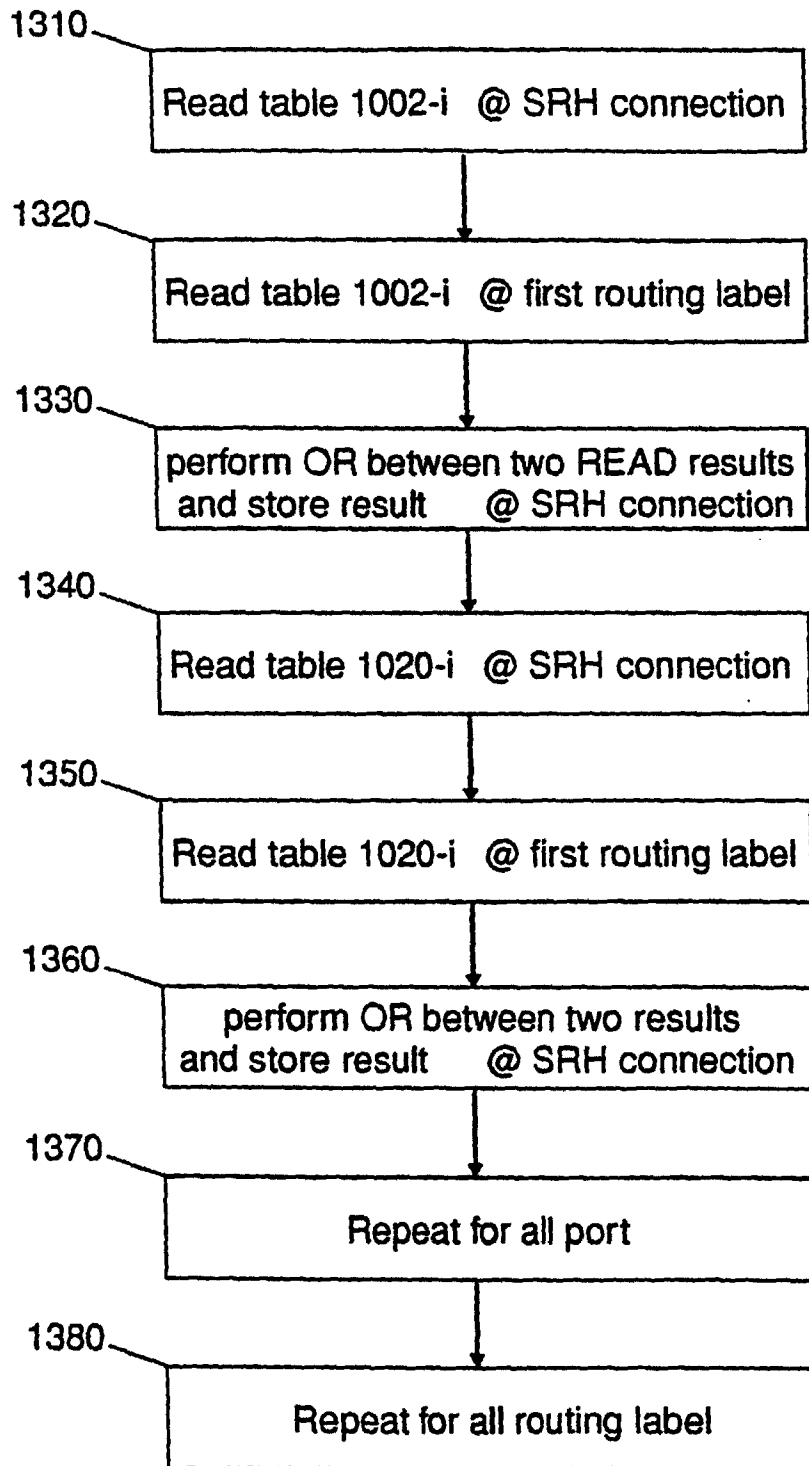 1310
Read table 1002-i @ SRH connection
1320
Read table 1002-i @ first routing label
1330
perform OR between two READ results
and store result @ SRH connection
1340
Read table 1020-i @ SRH connection
1350
Read table 1020-i @ first routing label
1360
perform OR between two results
and store result @ SRH connection
1370
Repeat for all port
1380
Repeat for all routing label